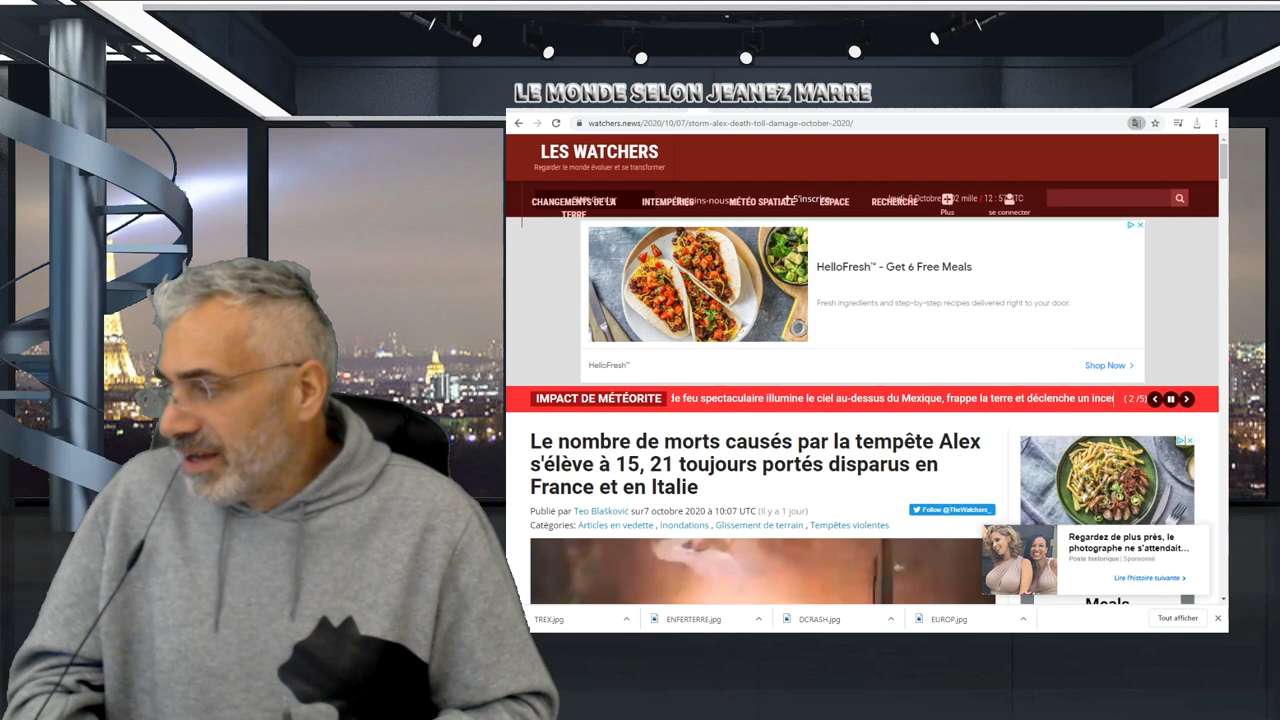 LE MONDE SELON JEANEZ MARRE
watchers.news/2020/10/07/storm-alex-death-toll-damage-october-2020/
LES WATCHERS
Regarder le monde évoluer et se transformer
CHANGEMENTS DE LA
TERRE
INTEMPÉRIES
MÉTÉO SPATIALE
S'inscrire
ESPACE
RECHERCHE
Plus
se connecter
HelloFresh™ - Get 6 Free Meals
Fresh ingredients and step-by-step recipes delivered right to your door.
HelloFresh™
Shop Now >
IMPACT DE MÉTÉORITE
de feu spectaculaire illumine le ciel au-dessus du Mexique, frappe la terre et déclenche un incen
( 2 /5)
Le nombre de morts causés par la tempête Alex
s'élève à 15, 21 toujours portés disparus en
France et en Italie
Publié par Teo Blašković sur7 octobre 2020 à 10:07 UTC (Il y a 1 jour)
Follow @TheWatchers_
Catégories: Articles en vedette , Inondations , Glissement de terrain , Tempêtes violentes
Regardez de plus près, le
photographe ne s'attendait...
Poste historique | Sponsorisé
Lire l'histoire suivante >
Meals
TREX.jpg
ENFERTERRE.jpg
DCRASH.jpg
EUROP.jpg
Tout afficher